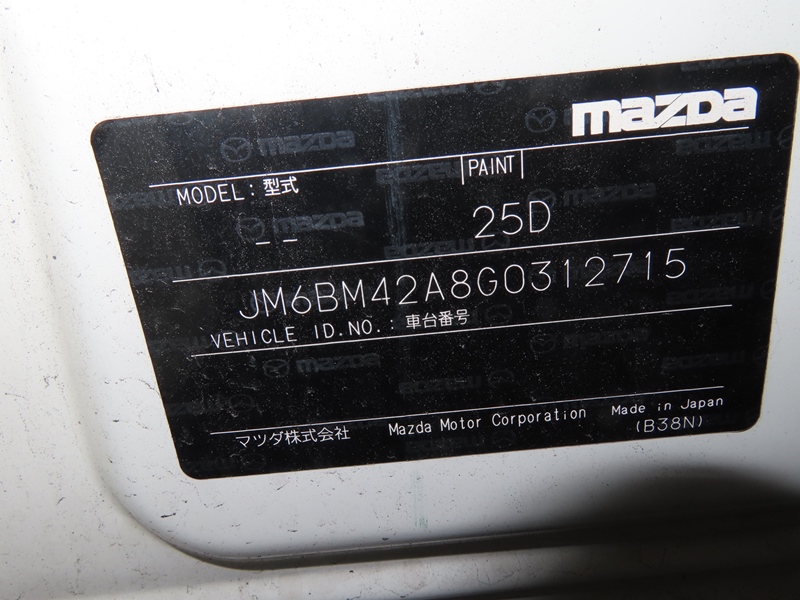 mazda
MODEL : 型式
PAINT
— —
25D
JM6BM42A8G0312715
VEHICLE ID.NO. : 車台番号
マツダ株式会社 Mazda Motor Corporation Made in Japan
(B38N)